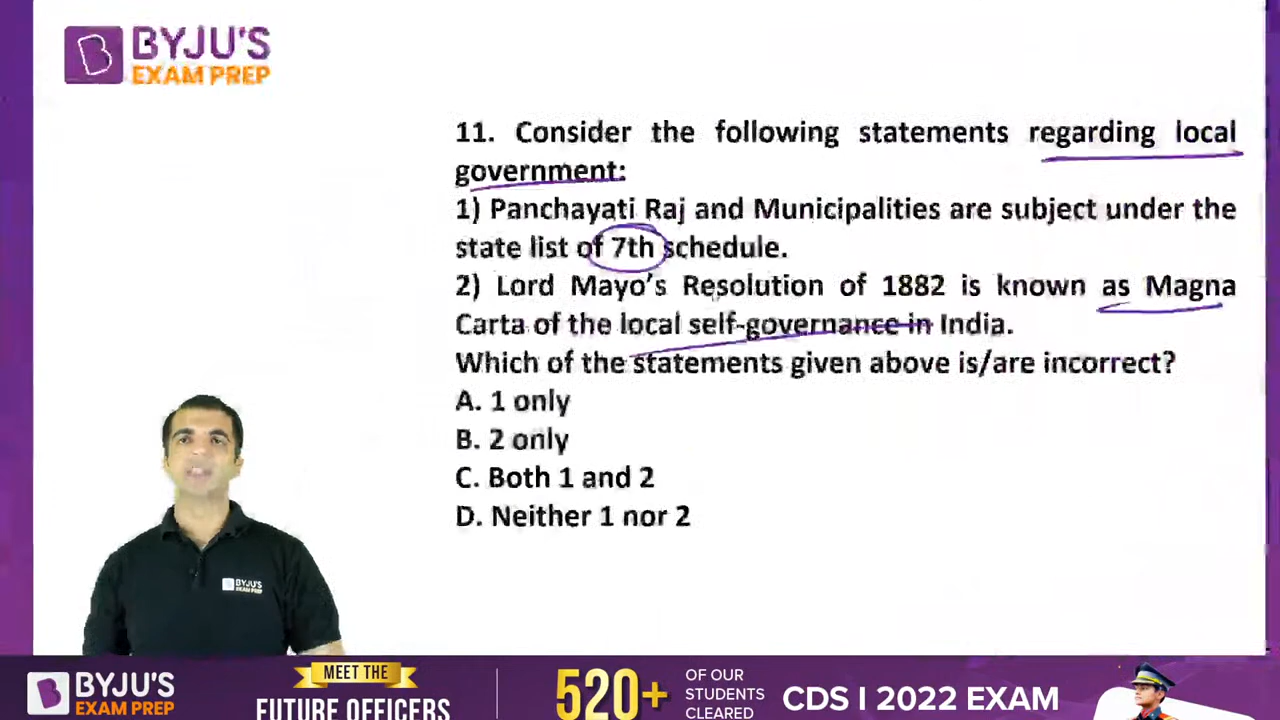 BYJU'S
EXAM PREP
11. Consider the following statements regarding local
government:
1) Panchayati Raj and Municipalities are subject under the
state list of 7th schedule.
2) Lord Mayo's Resolution of 1882 is known as Magna
Carta of the local self-governance in India.
Which of the statements given above is/are incorrect?
A. 1 only
B. 2 only
C. Both 1 and 2
D. Neither 1 nor 2
BYJU'S
EXAM PREP
BYJU'S
EXAM PREP
MEET THE
FUTURE OFFICERS
520+
OF OUR
STUDENTS
CLEARED
CDS I 2022 EXAM